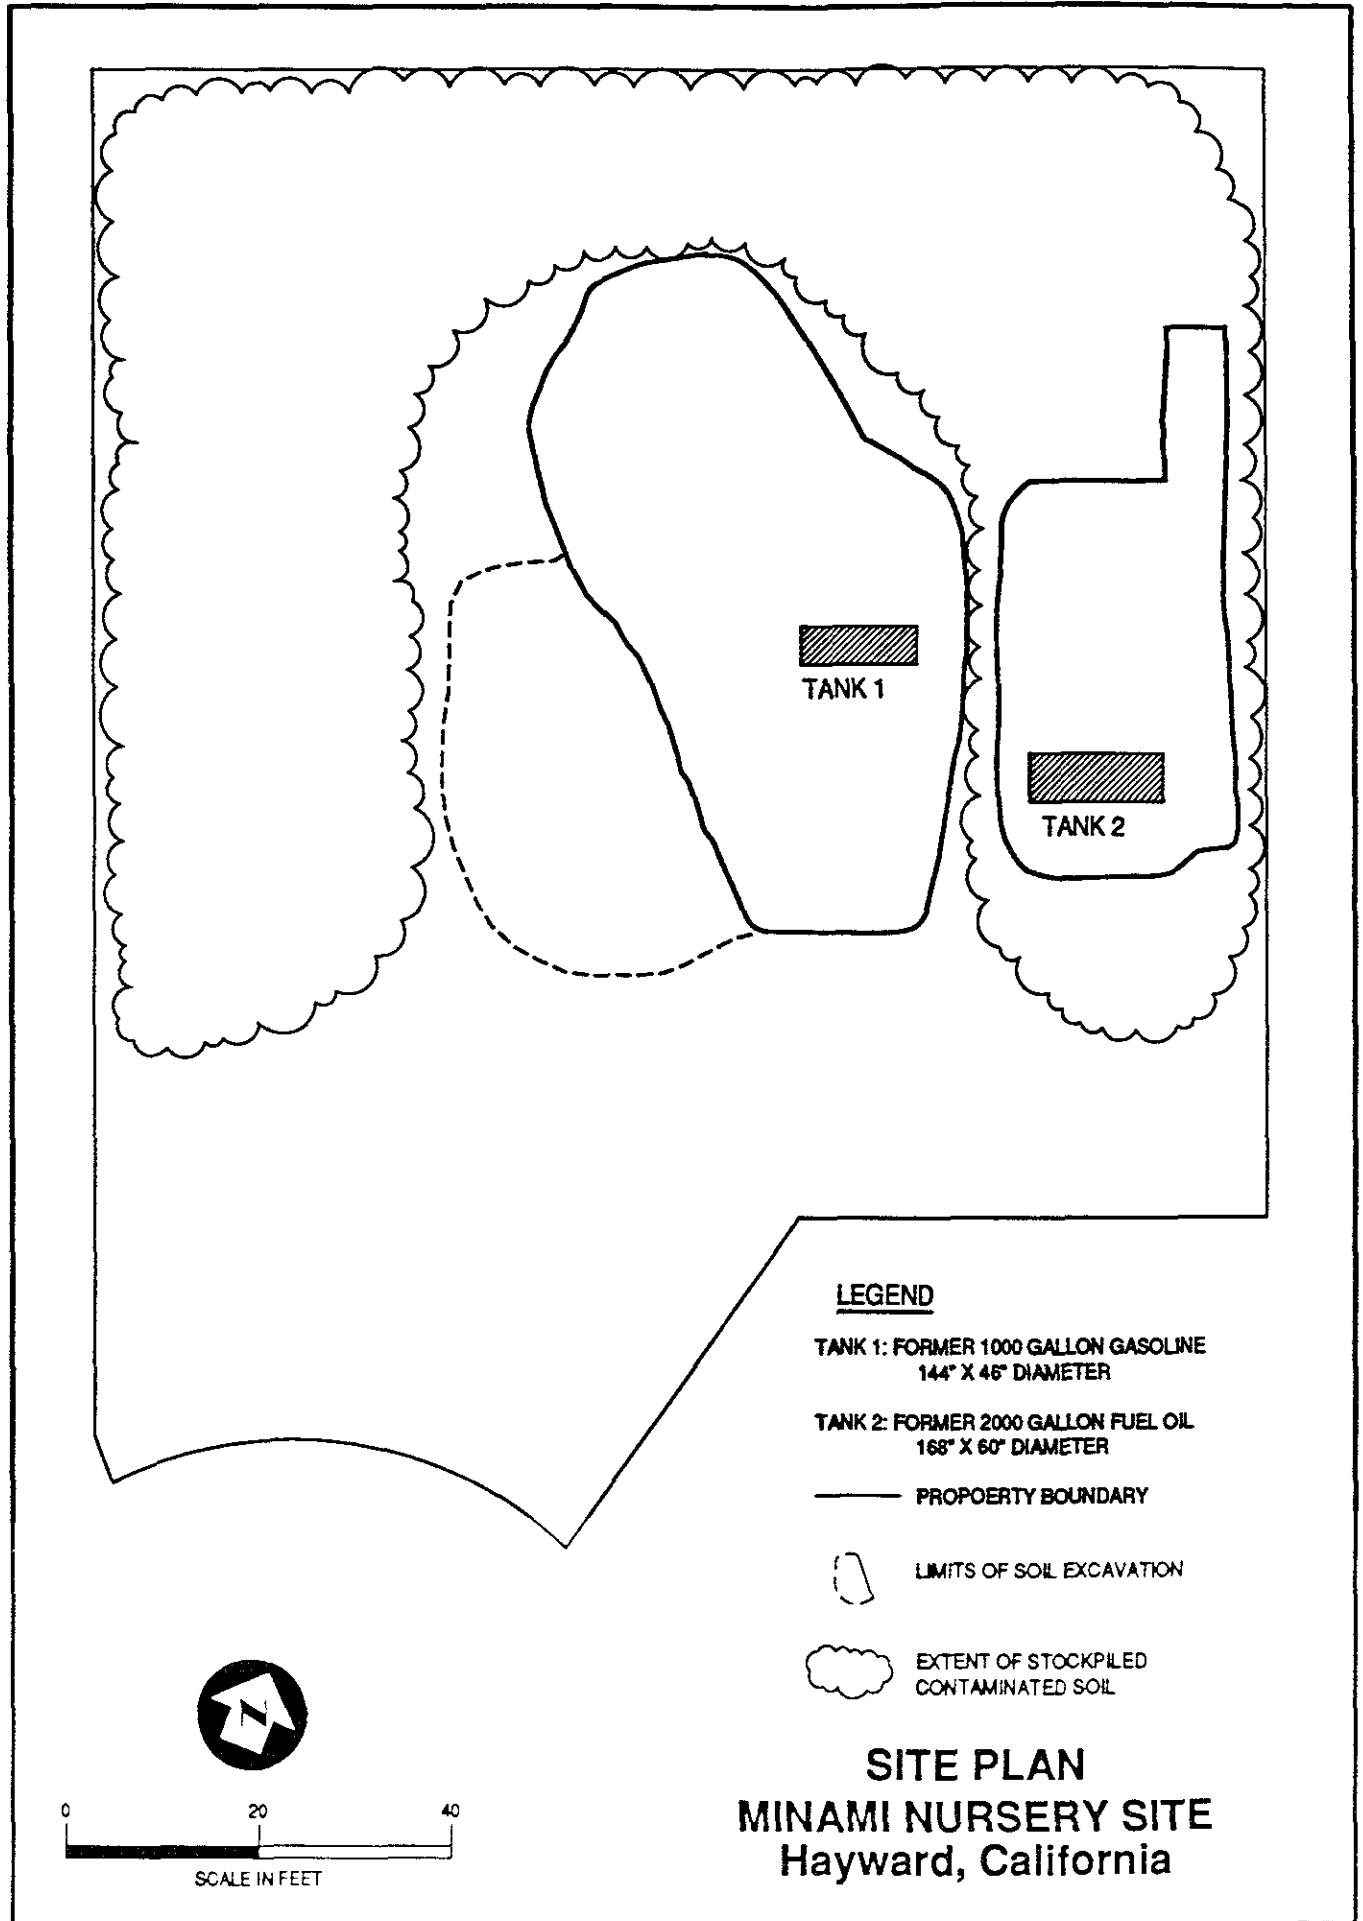 TANK 1
TANK 2
LEGEND
TANK 1: FORMER 1000 GALLON GASOLINE
144" X 46" DIAMETER
TANK 2: FORMER 2000 GALLON FUEL OIL
168" X 60" DIAMETER
PROPOERTY BOUNDARY
LIMITS OF SOIL EXCAVATION
EXTENT OF STOCKPILED
CONTAMINATED SOIL
N
0 20 40
SCALE IN FEET
SITE PLAN
MINAMI NURSERY SITE
Hayward, California